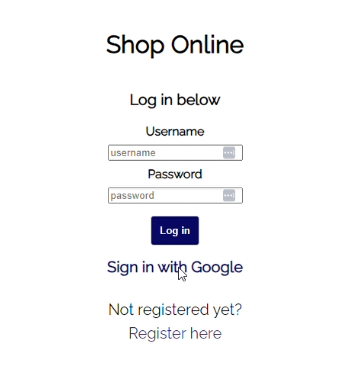 Shop Online
Log in below
Username
username
Password
password
Log in
Sign in with Google
Not registered yet?
Register here